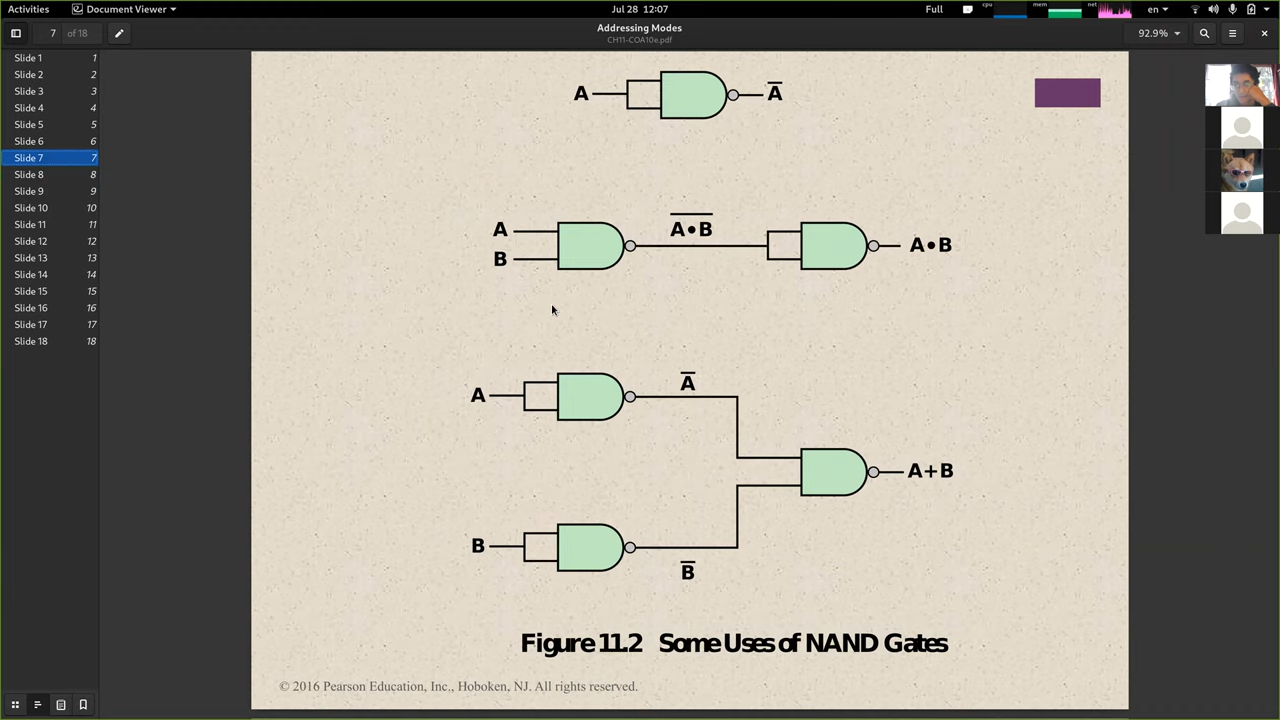 Activities
Document Viewer
Jul 28 12:07
Full
cpu
mem
net
en
7 of 18
Addressing Modes
CH11-COA10e.pdf
92.9%
Slide 1 1
Slide 2 2
Slide 3 3
Slide 4 4
Slide 5 5
Slide 6 6
Slide 7 7
Slide 8 8
Slide 9 9
Slide 10 10
Slide 11 11
Slide 12 12
Slide 13 13
Slide 14 14
Slide 15 15
Slide 16 16
Slide 17 17
Slide 18 18
A A̅
A
B
A̅•̅B̅
A•B
A
A̅
A+B
B
B̅
Figure 11.2 Some Uses of NAND Gates
© 2016 Pearson Education, Inc., Hoboken, NJ. All rights reserved.